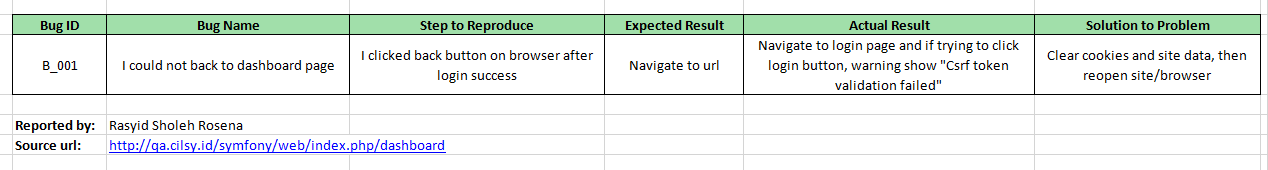 Bug ID
Bug Name
Step to Reproduce
Expected Result
Actual Result
Solution to Problem
B_001
I could not back to dashboard page
I clicked back button on browser after
login success
Navigate to url
Navigate to login page and if trying to click
login button, warning show "Csrf token
validation failed"
Clear cookies and site data, then
reopen site/browser
Reported by: Rasyid Sholeh Rosena
Source url: http://qa.cilsy.id/symfony/web/index.php/dashboard